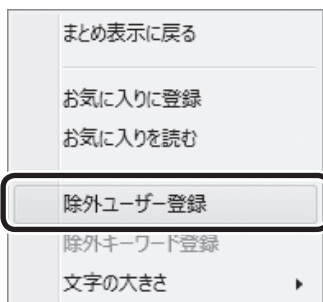 まとめ表示に戻る
お気に入りに登録
お気に入りを読む
除外ユーザー登録
除外キーワード登録
文字の大きさ